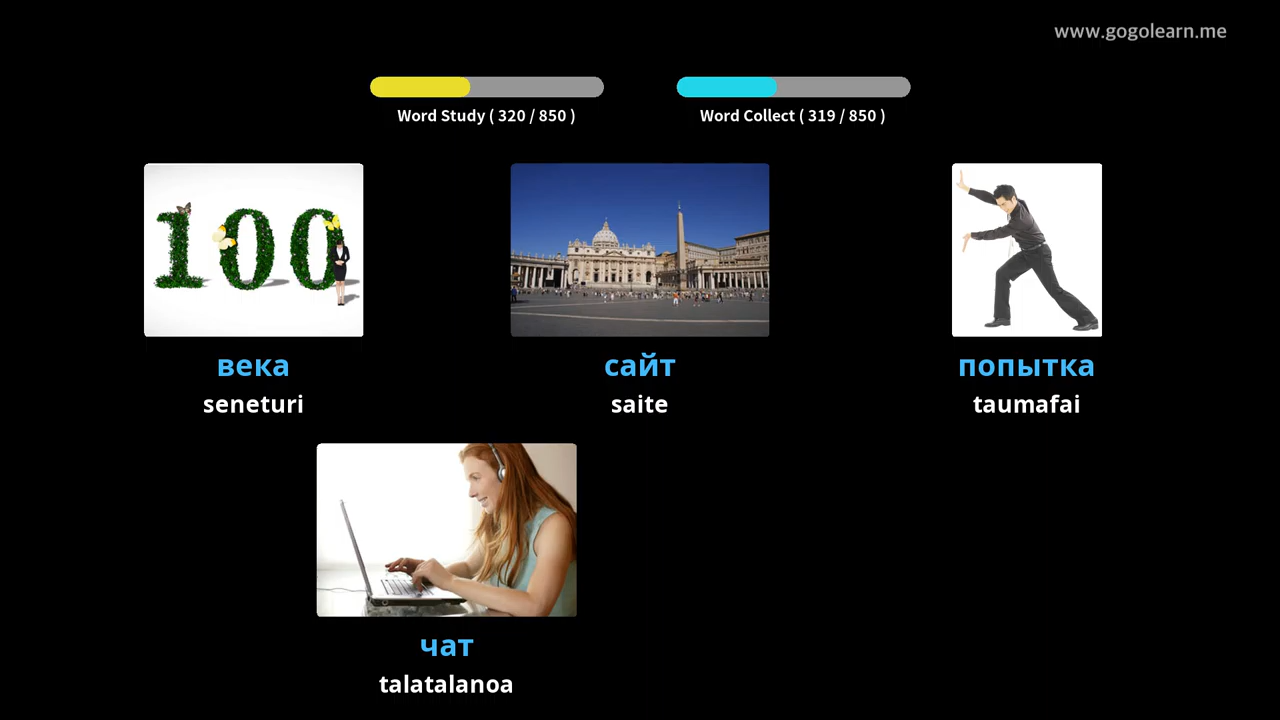 www.gogolearn.me
Word Study ( 320 / 850 )
Word Collect ( 319 / 850 )
100
века
seneturi
сайт
saite
попытка
taumafai
чат
talatalanoa